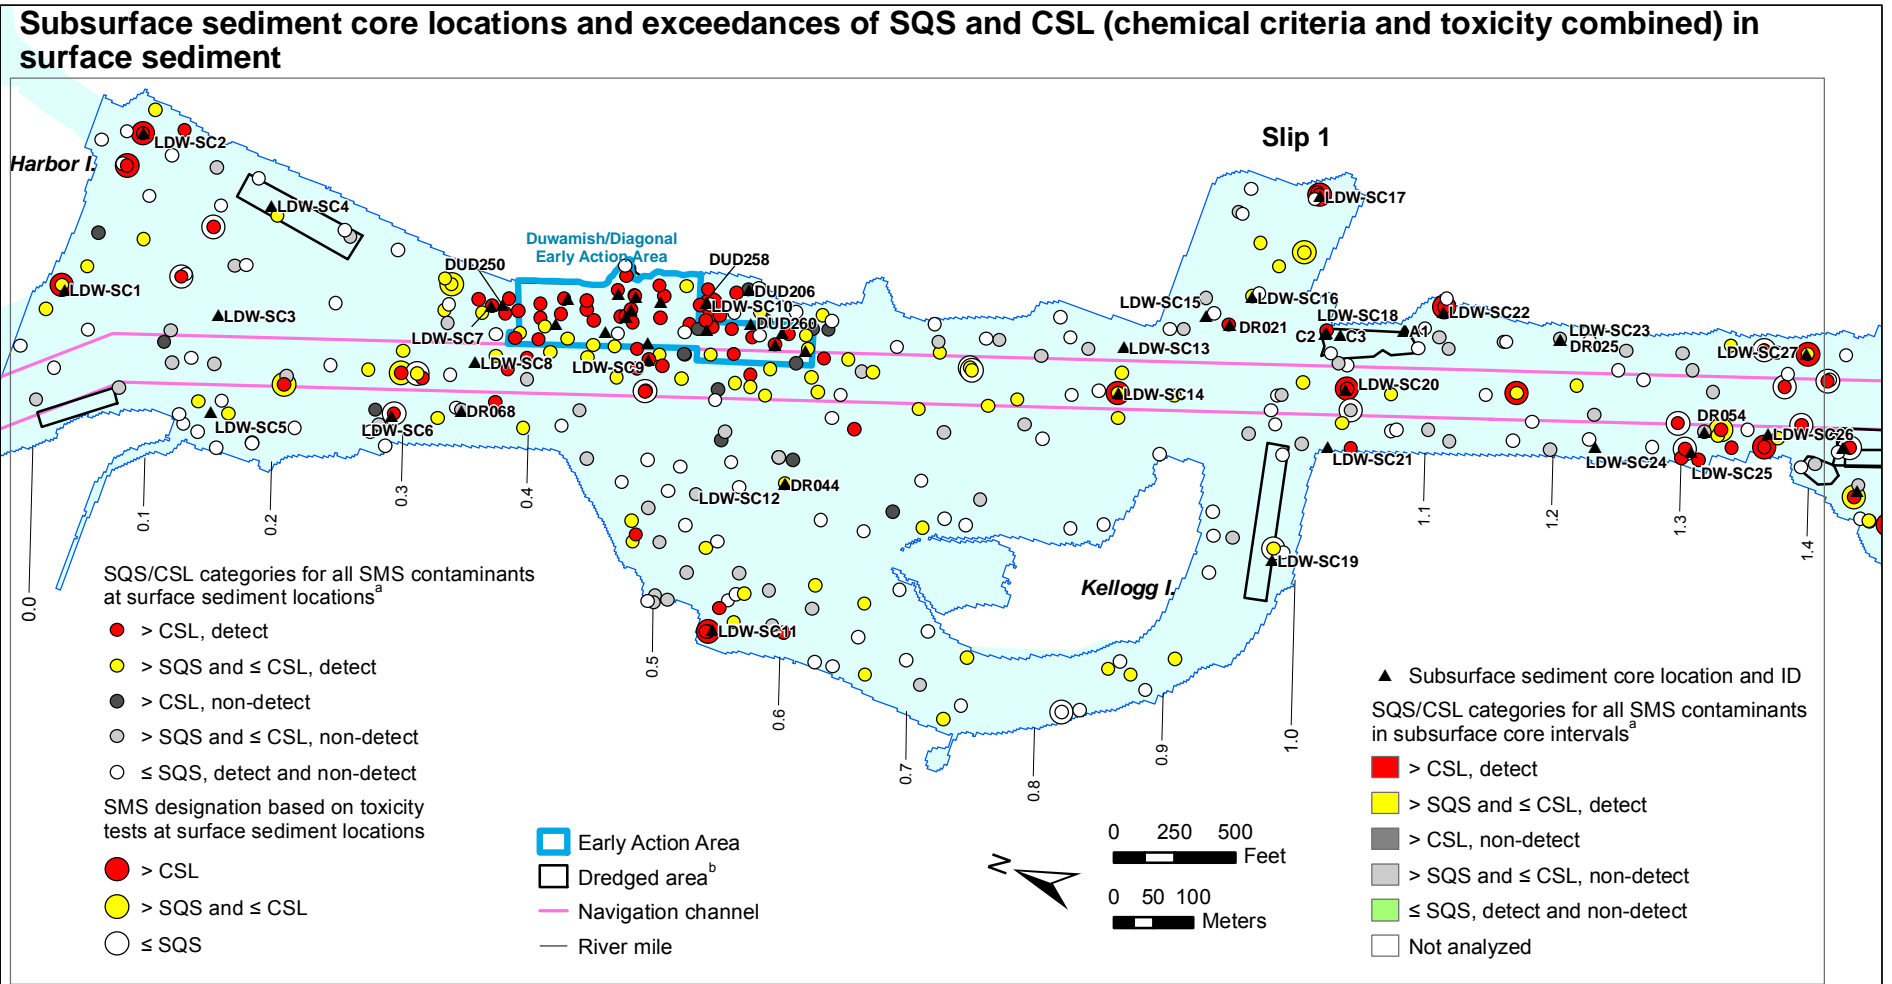 Subsurface sediment core locations and exceedances of SQS and CSL (chemical criteria and toxicity combined) in
surface sediment
Slip 1
Harbor I.
LDW-SC2
LDW-SC17
LDW-SC4
Duwamish/Diagonal
Early Action Area
DUD250
DUD258
LDW-SC1
DUD206
LDW-SC16
LDW-SC15
LDW-SC10
LDW-SC3
LDW-SC18
LDW-SC22
DUD260
DR021
LDW-SC7
C2
C3
A1
LDW-SC23
DR025
LDW-SC13
LDW-SC27
LDW-SC8
LDW-SC9
LDW-SC20
LDW-SC14
DR068
DR054
LDW-SC5
LDW-SC6
LDW-SC26
LDW-SC21
LDW-SC24
LDW-SC25
DR044
LDW-SC12
LDW-SC19
Kellogg I.
LDW-SC11
0.0
0.1
0.2
0.3
0.4
0.5
0.6
0.7
0.8
0.9
1.0
1.1
1.2
1.3
1.4
SQS/CSL categories for all SMS contaminants
at surface sediment locationsa
> CSL, detect
> SQS and ≤ CSL, detect
> CSL, non-detect
> SQS and ≤ CSL, non-detect
≤ SQS, detect and non-detect
SMS designation based on toxicity
tests at surface sediment locations
> CSL
> SQS and ≤ CSL
≤ SQS
Early Action Area
Dredged areab
Navigation channel
River mile
N
0 250 500
Feet
0 50 100
Meters
Subsurface sediment core location and ID
SQS/CSL categories for all SMS contaminants
in subsurface core intervalsa
> CSL, detect
> SQS and ≤ CSL, detect
> CSL, non-detect
> SQS and ≤ CSL, non-detect
≤ SQS, detect and non-detect
Not analyzed